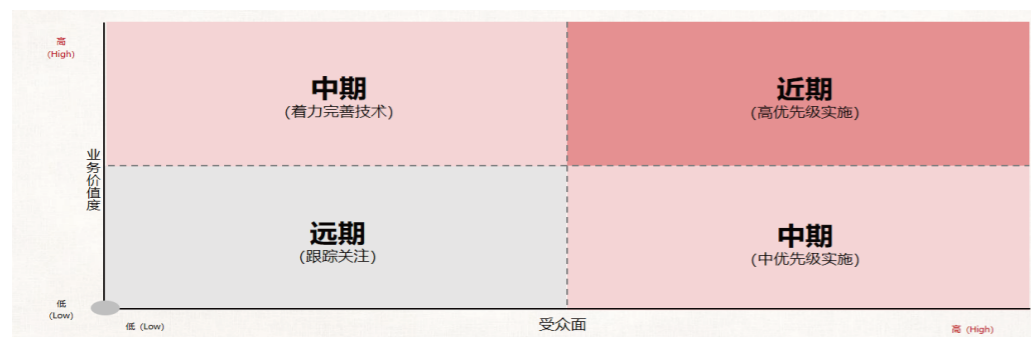 高
(High)
中期
(着力完善技术)
近期
(高优先级实施)
业务价值度
远期
(跟踪关注)
中期
(中优先级实施)
低
(Low)
低 (Low)
受众面
高 (High)